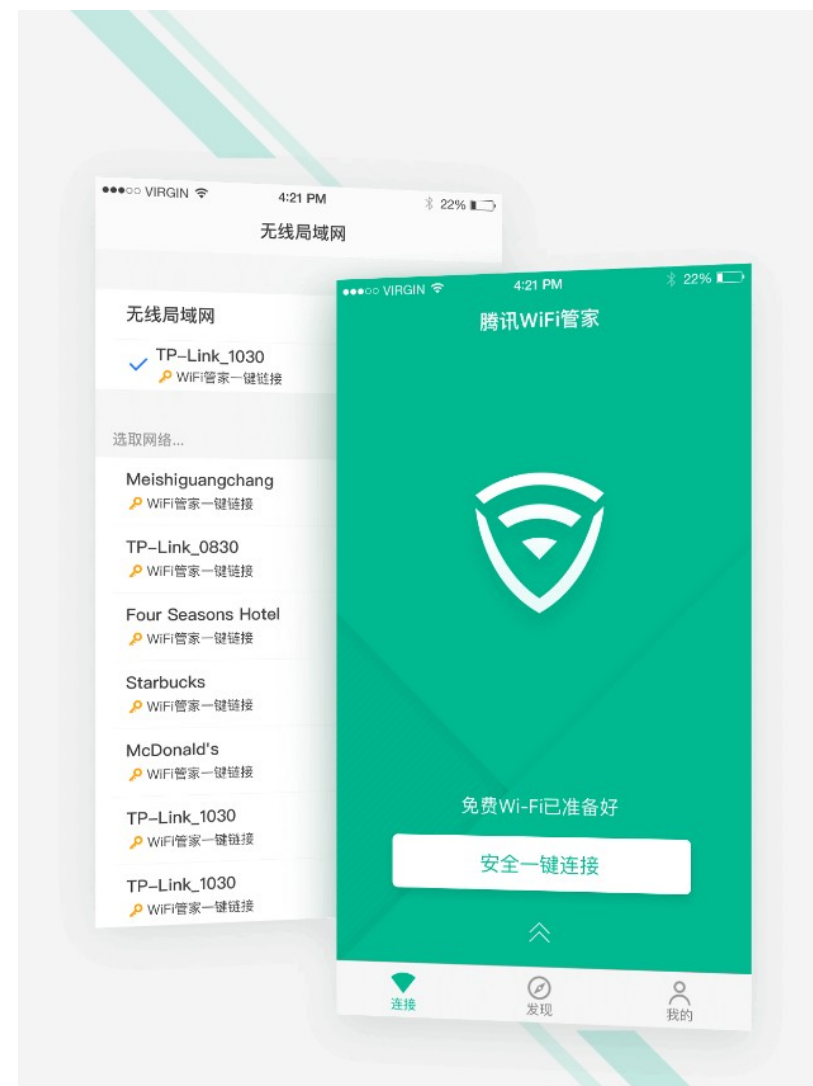 VIRGIN 4:21 PM 22%
无线局域网
无线局域网
TP-Link_1030
WiFi管家一键链接
选取网络...
Meishiguangchang
WiFi管家一键链接
TP-Link_0830
WiFi管家一键链接
Four Seasons Hotel
WiFi管家一键链接
Starbucks
WiFi管家一键链接
McDonald's
WiFi管家一键链接
TP-Link_1030
WiFi管家一键链接
TP-Link_1030
WiFi管家一键链接
VIRGIN 4:21 PM 22%
腾讯WiFi管家
免费Wi-Fi已准备好
安全一键连接
连接 发现 我的